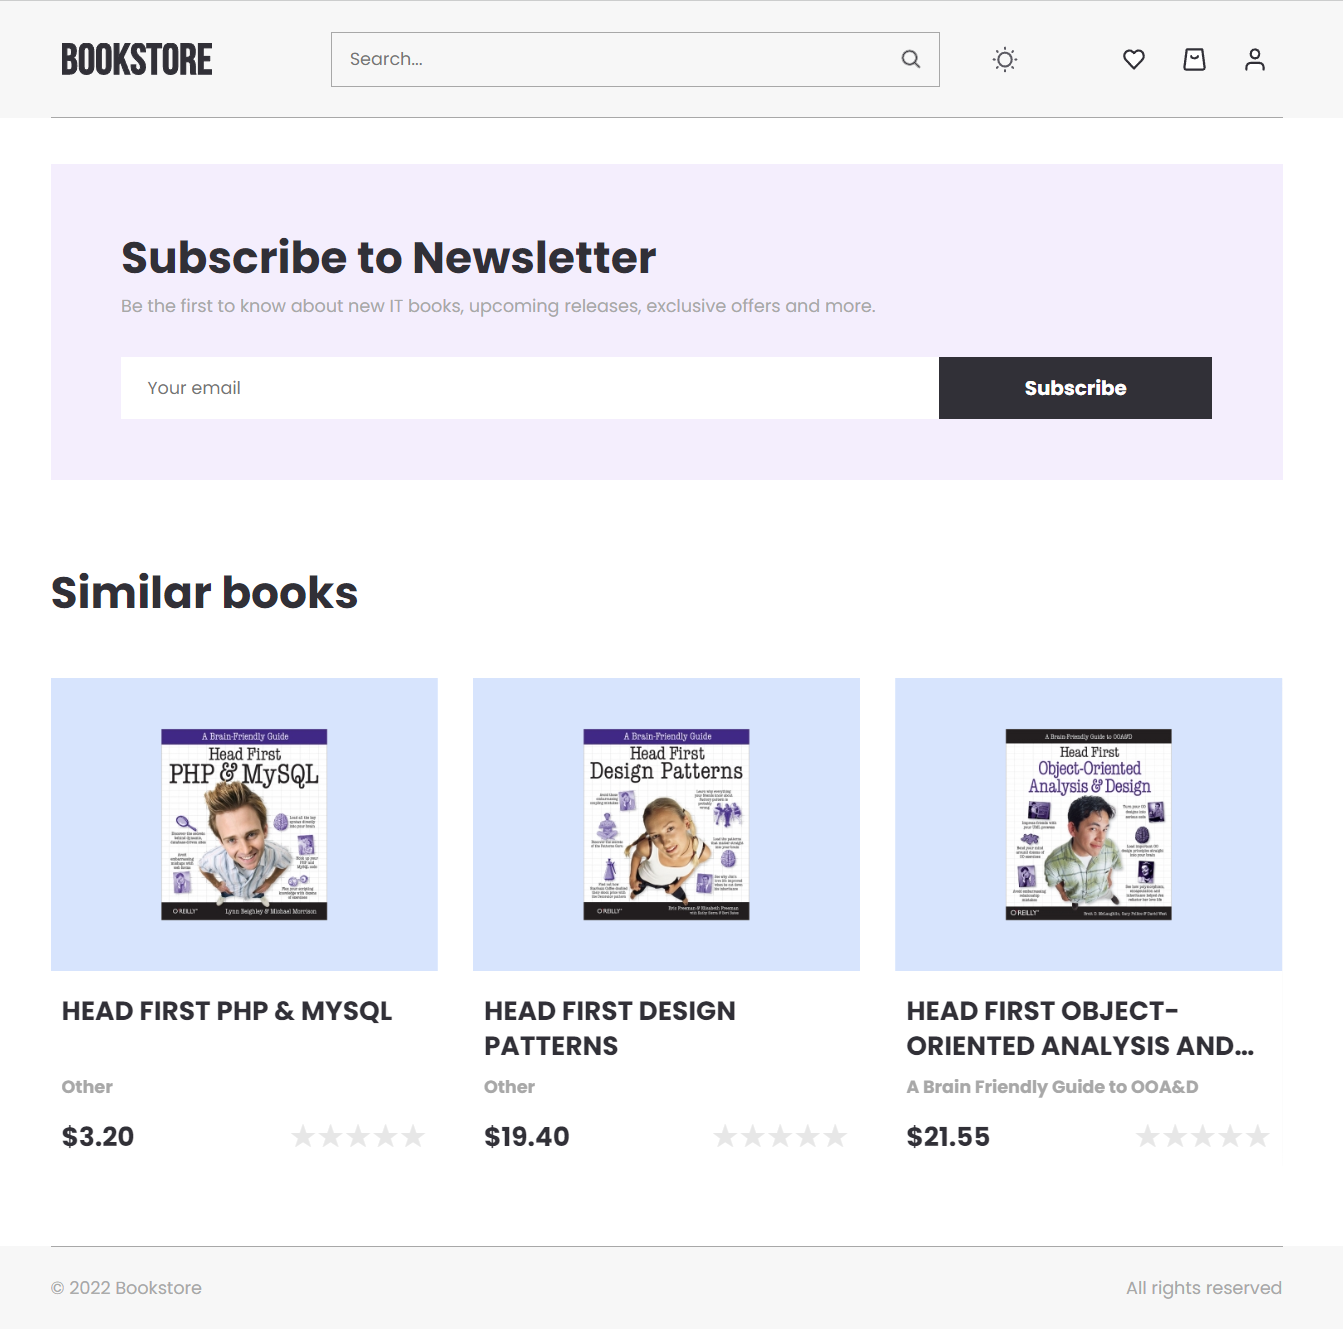 BOOKSTORE
Search...
Subscribe to Newsletter
Be the first to know about new IT books, upcoming releases, exclusive offers and more.
Your email
Subscribe
Similar books
A Brain-Friendly Guide
Head First
PHP & MySQL
O'REILLY
Lynn Beighley & Michael Morrison
A Brain-Friendly Guide
Head First
Design Patterns
O'REILLY
A Brain-Friendly Guide to OOA&D
Head First
Object-Oriented
Analysis & Design
O'REILLY
HEAD FIRST PHP & MYSQL
Other
$3.20
HEAD FIRST DESIGN
PATTERNS
Other
$19.40
HEAD FIRST OBJECT-
ORIENTED ANALYSIS AND...
A Brain Friendly Guide to OOA&D
$21.55
© 2022 Bookstore
All rights reserved